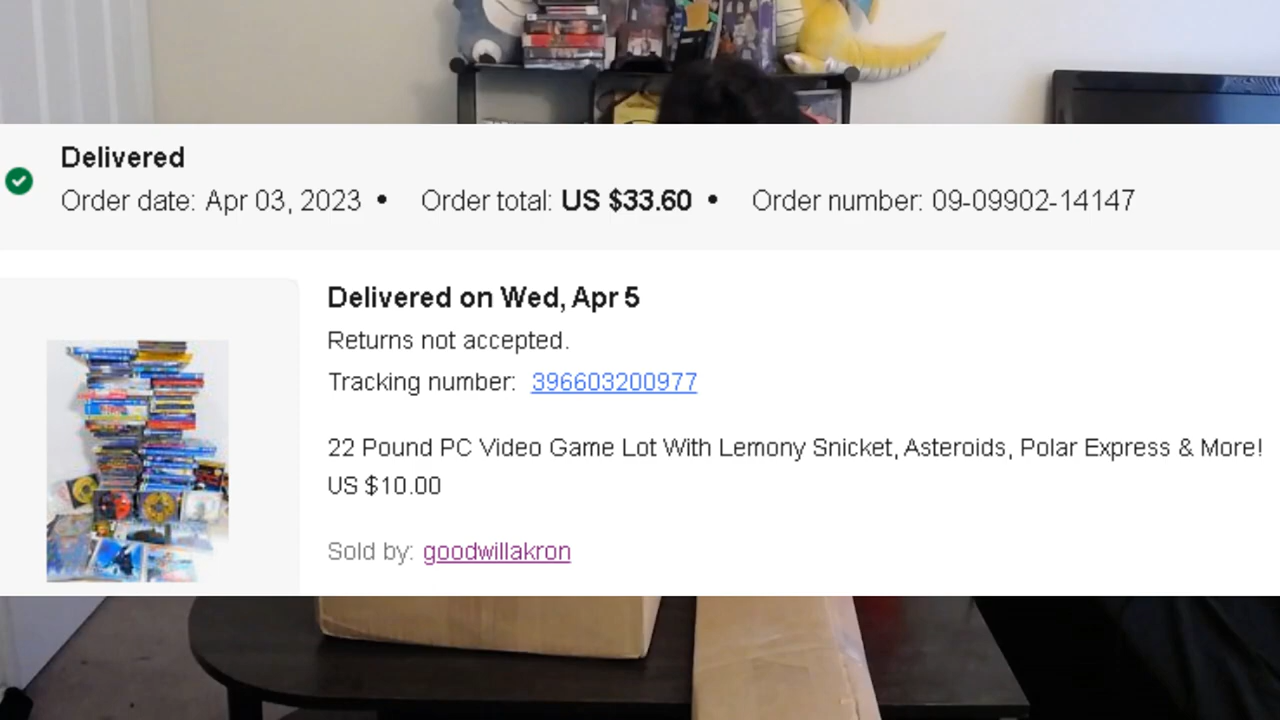 Delivered
Order date: Apr 03, 2023 • Order total: US $33.60 • Order number: 09-09902-14147
Delivered on Wed, Apr 5
Returns not accepted.
Tracking number: 396603200977
22 Pound PC Video Game Lot With Lemony Snicket, Asteroids, Polar Express & More!
US $10.00
Sold by: goodwillakron